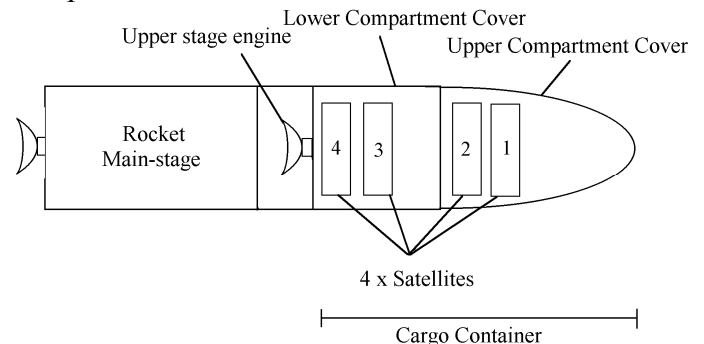 Lower Compartment Cover
Upper stage engine
Upper Compartment Cover
Rocket
Main-stage
4
3
2
1
4 x Satellites
Cargo Container